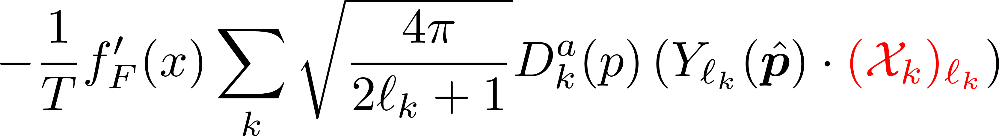 $-\frac{1}{T} f'_F(x) \sum_k \sqrt{\frac{4\pi}{2\ell_k+1}} D_k^a(p) \left( Y_{\ell_k}(\hat{\boldsymbol{p}}) \cdot (\mathcal{X}_k)_{\ell_k} \right)$